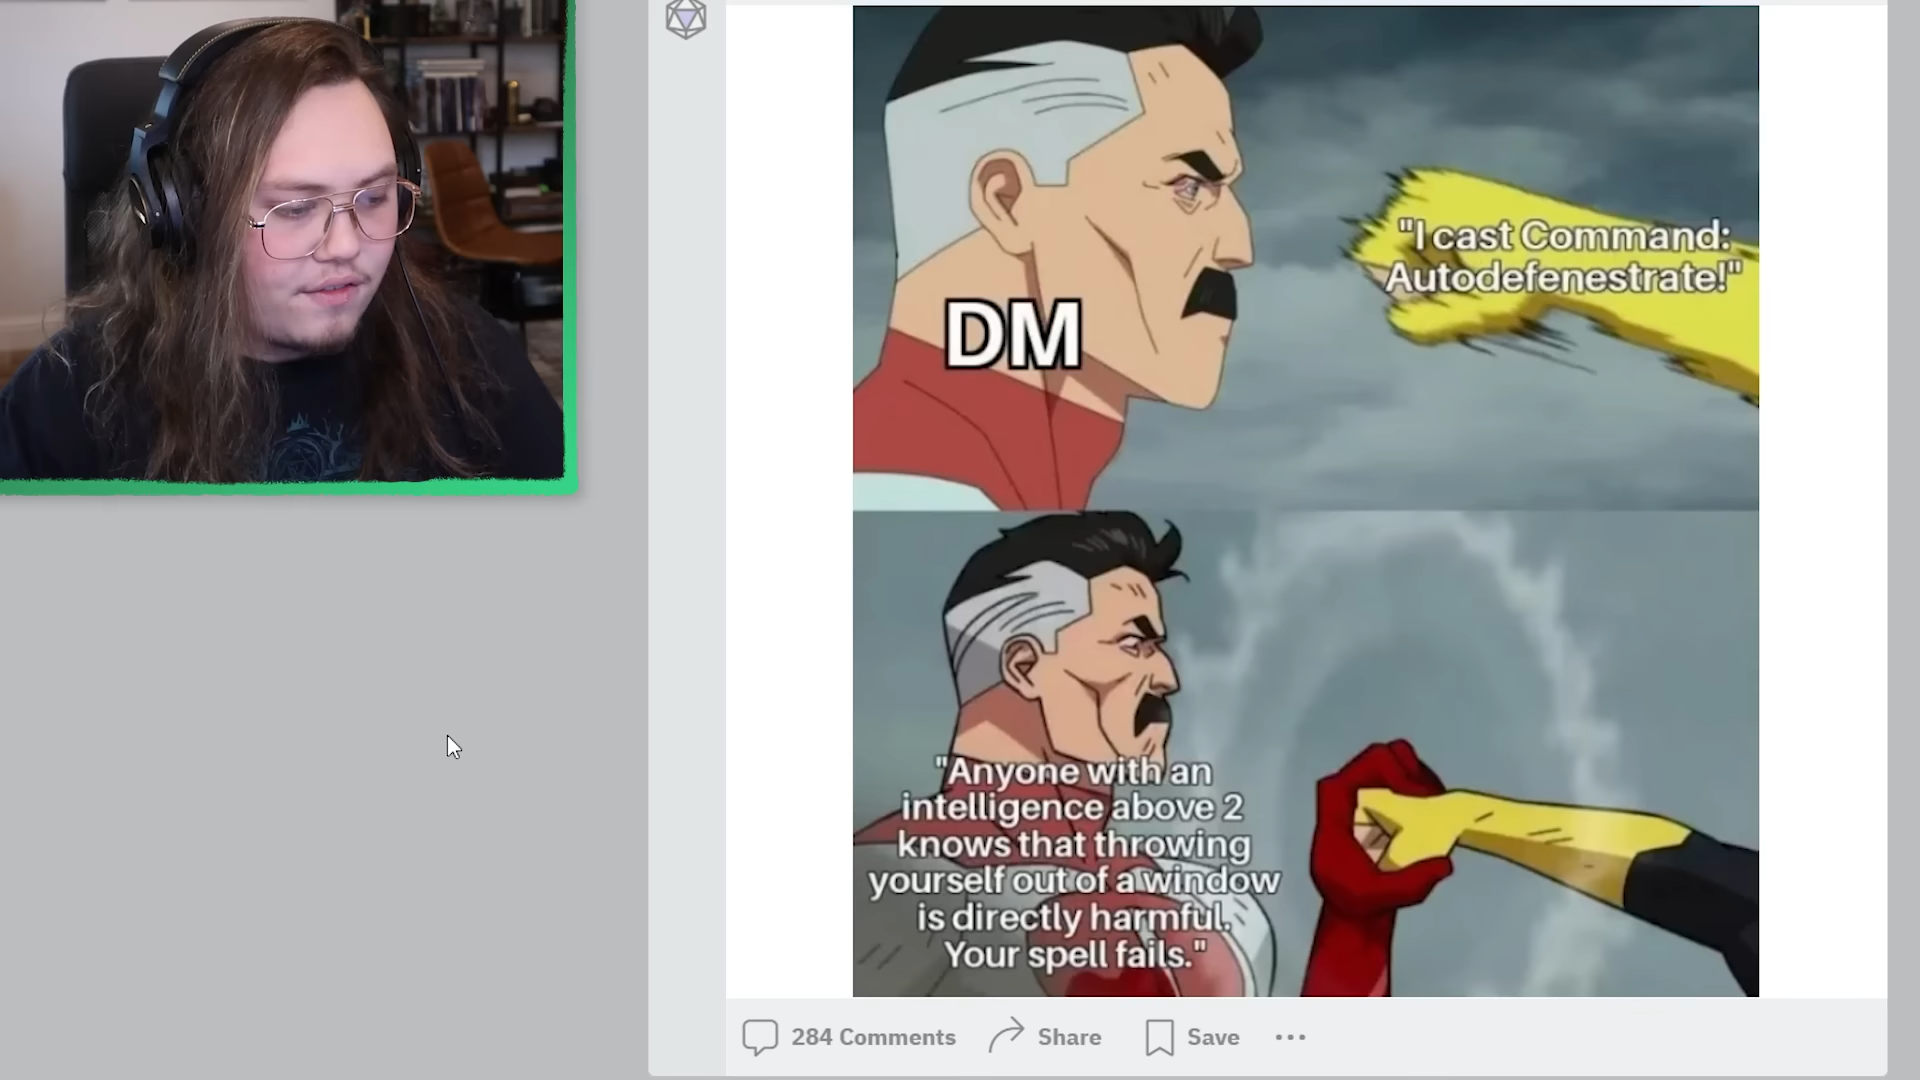 "I cast Command:
Autodefenestrate!"
DM
"Anyone with an
intelligence above 2
knows that throwing
yourself out of a window
is directly harmful.
Your spell fails."
284 Comments Share Save